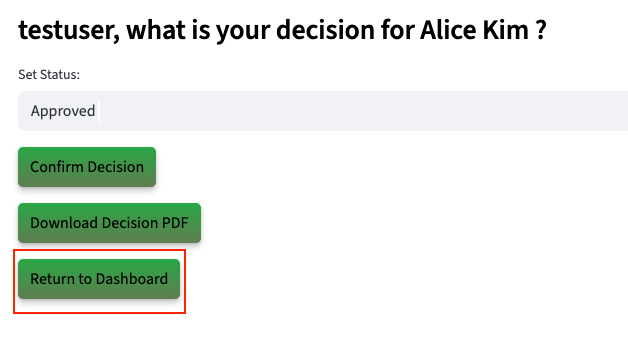 testuser, what is your decision for Alice Kim ?
Set Status:
Approved
Confirm Decision
Download Decision PDF
Return to Dashboard